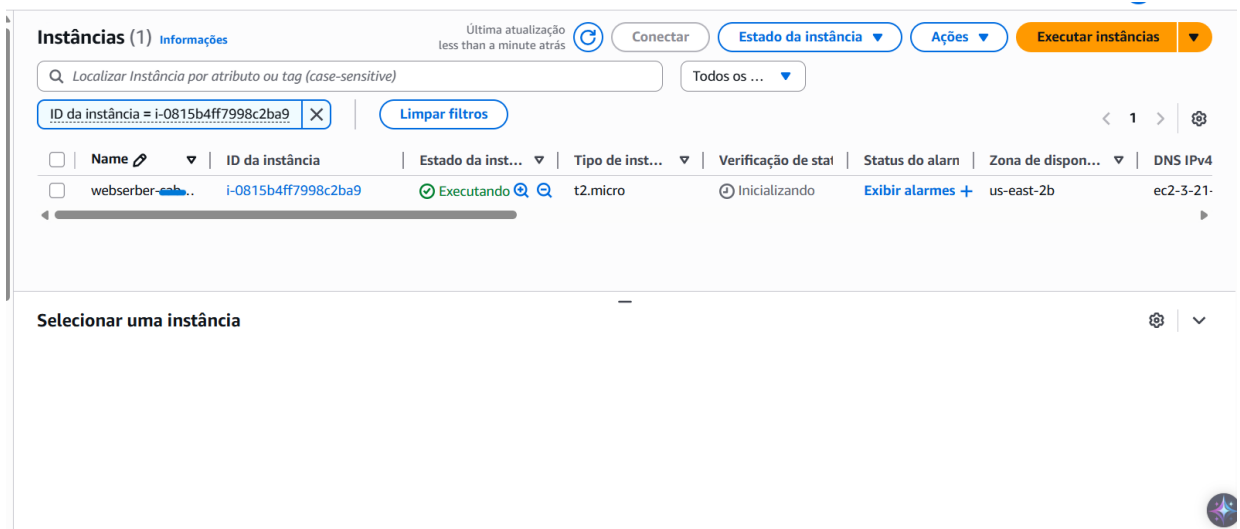 Instâncias (1) Informações
Última atualização
less than a minute atrás
Conectar
Estado da instância
Ações
Executar instâncias
Localizar Instância por atributo ou tag (case-sensitive)
Todos os ...
ID da instância = i-0815b4ff7998c2ba9
Limpar filtros
1
Name ID da instância Estado da inst... Tipo de inst... Verificação de stat Status do alarn Zona de dispon... DNS IPv4
webserber- .. i-0815b4ff7998c2ba9 Executando t2.micro Inicializando Exibir alarmes + us-east-2b ec2-3-21-
Selecionar uma instância